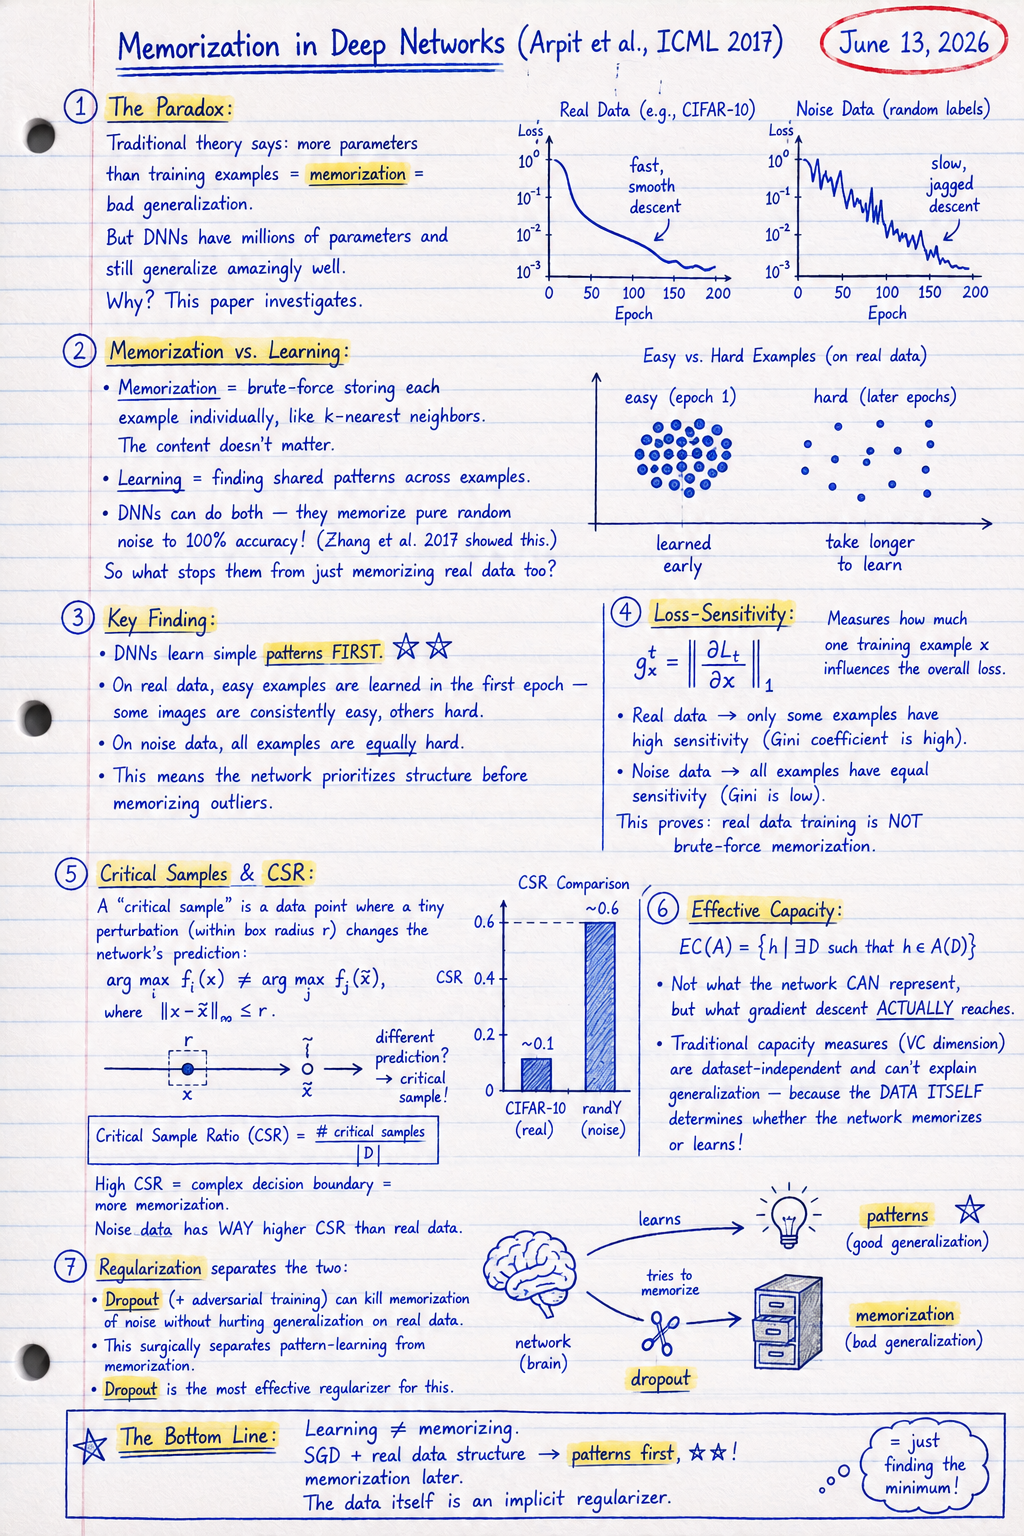 Memorization in Deep Networks (Arpit et al., ICML 2017)
June 13, 2026
1 The Paradox:
Traditional theory says: more parameters
than training examples = memorization =
bad generalization.
But DNNs have millions of parameters and
still generalize amazingly well.
Why? This paper investigates.
Real Data (e.g., CIFAR-10)
Loss
10⁰
10⁻¹
10⁻²
10⁻³
fast,
smooth
descent
0 50 100 150 200
Epoch
Noise Data (random labels)
Loss
10⁰
10⁻¹
10⁻²
10⁻³
slow,
jagged
descent
0 50 100 150 200
Epoch
2 Memorization vs. Learning:
• Memorization = brute-force storing each
example individually, like k-nearest neighbors.
The content doesn't matter.
• Learning = finding shared patterns across examples.
• DNNs can do both — they memorize pure random
noise to 100% accuracy! (Zhang et al. 2017 showed this.)
So what stops them from just memorizing real data too?
Easy vs. Hard Examples (on real data)
easy (epoch 1) hard (later epochs)
learned
early
take longer
to learn
3 Key Finding:
• DNNs learn simple patterns FIRST. ☆ ☆
• On real data, easy examples are learned in the first epoch —
some images are consistently easy, others hard.
• On noise data, all examples are equally hard.
• This means the network prioritizes structure before
memorizing outliers.
4 Loss-Sensitivity:
g_x^t = || ∂L_t / ∂x ||_1
Measures how much
one training example x
influences the overall loss.
• Real data → only some examples have
high sensitivity (Gini coefficient is high).
• Noise data → all examples have equal
sensitivity (Gini is low).
This proves: real data training is NOT
brute-force memorization.
5 Critical Samples & CSR:
A "critical sample" is a data point where a tiny
perturbation (within box radius r) changes the
network's prediction:
arg max_i f_i(x) ≠ arg max_j f_j(x̃),
where ||x − x̃||_∞ ≤ r.
r
x
x̃
different
prediction?
→ critical
sample!
Critical Sample Ratio (CSR) = # critical samples / |D|
High CSR = complex decision boundary =
more memorization.
Noise data has WAY higher CSR than real data.
CSR Comparison
CSR
0.6
0.4
0.2
0
~0.1
~0.6
CIFAR-10 randY
(real) (noise)
6 Effective Capacity:
EC(A) = {h | ∃D such that h ∈ A(D)}
• Not what the network CAN represent,
but what gradient descent ACTUALLY reaches.
• Traditional capacity measures (VC dimension)
are dataset-independent and can't explain
generalization — because the DATA ITSELF
determines whether the network memorizes
or learns!
7 Regularization separates the two:
• Dropout (+ adversarial training) can kill memorization
of noise without hurting generalization on real data.
• This surgically separates pattern-learning from
memorization.
• Dropout is the most effective regularizer for this.
network
(brain)
learns
patterns ☆
(good generalization)
tries to
memorize
dropout
memorization
(bad generalization)
☆ The Bottom Line:
Learning ≠ memorizing.
SGD + real data structure → patterns first, ☆☆!
memorization later.
The data itself is an implicit regularizer.
= just
finding the
minimum!